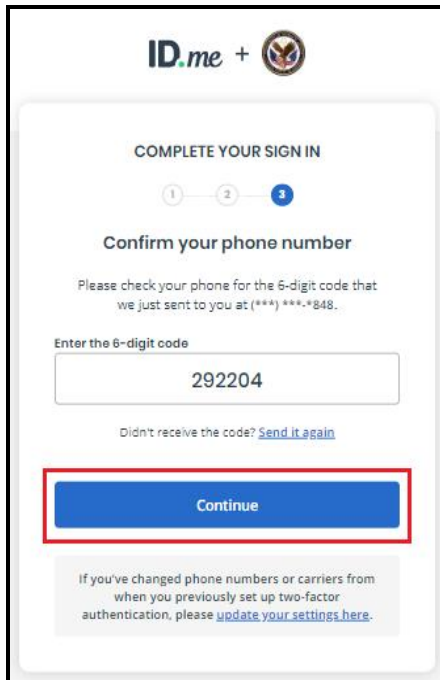 ID.me +
COMPLETE YOUR SIGN IN
1 2 3
Confirm your phone number
Please check your phone for the 6-digit code that
we just sent to you at (***) ***-*848.
Enter the 6-digit code
292204
Didn't receive the code? Send it again
Continue
If you've changed phone numbers or carriers from
when you previously set up two-factor
authentication, please update your settings here.